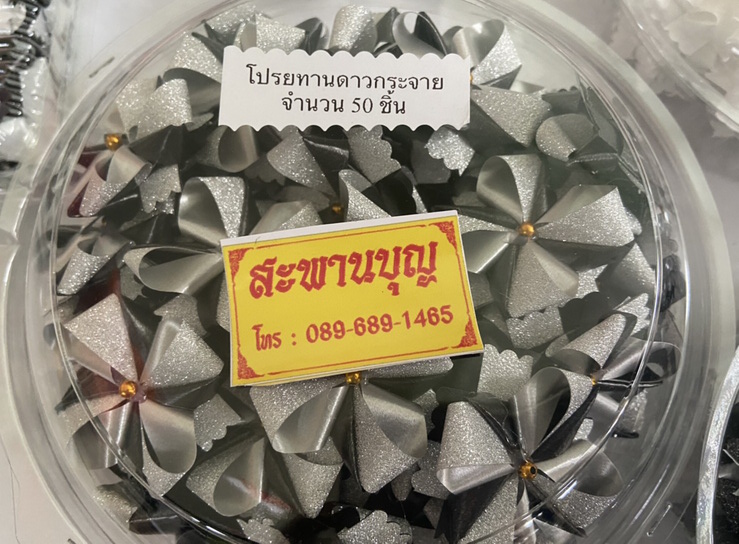 โปรยทานดาวกระจาย
จำนวน 50 ชิ้น
สะพานบุญ
โทร : 089-689-1465